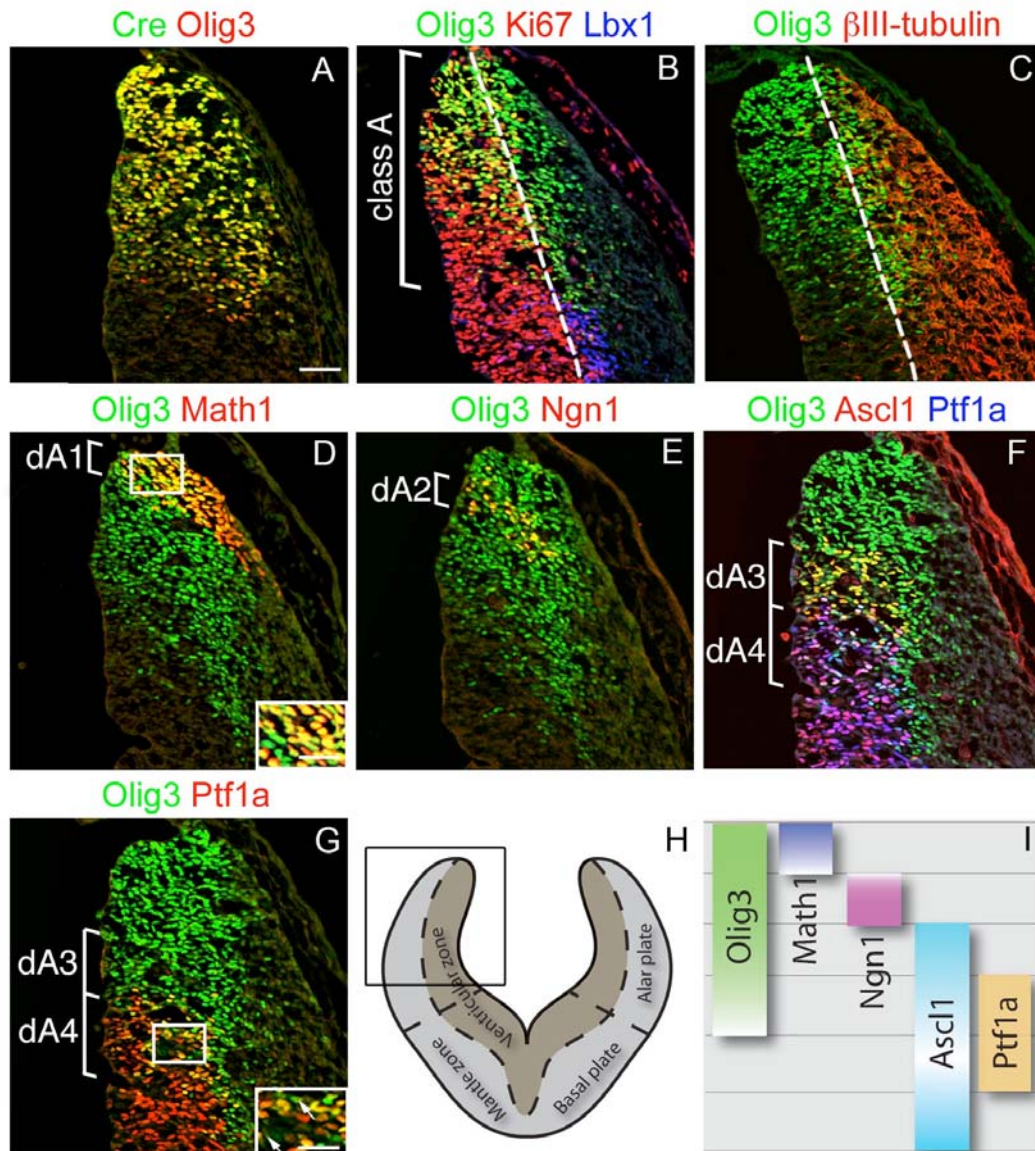 Cre Olig3
A
Olig3 Ki67 Lbx1
B
class A
Olig3 βIII-tubulin
C
Olig3 Math1
D
dA1
Olig3 Ngn1
E
dA2
Olig3 Ascl1 Ptf1a
F
dA3
dA4
Olig3 Ptf1a
G
dA3
dA4
H
Ventricular zone
Mantle zone
Alar plate
Basal plate
I
Olig3
Math1
Ngn1
Ascl1
Ptf1a